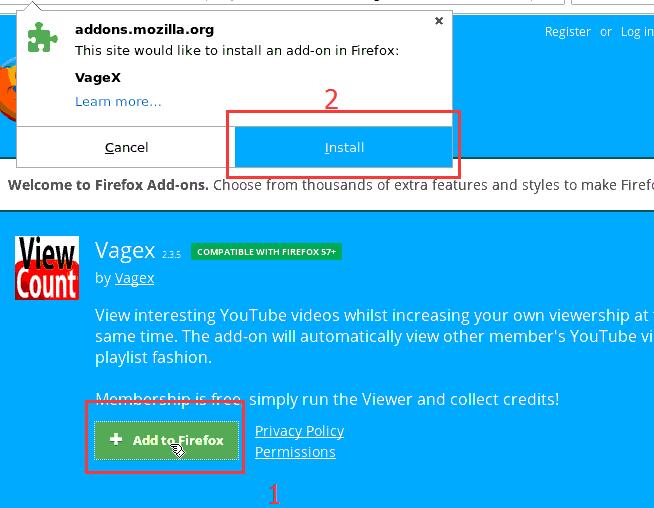 addons.mozilla.org
This site would like to install an add-on in Firefox:
VageX
Learn more...
2
Cancel
Install
Register or Log in
Welcome to Firefox Add-ons. Choose from thousands of extra features and styles to make Firefo
View
Count
Vagex 2.3.5 COMPATIBLE WITH FIREFOX 57+
by Vagex
View interesting YouTube videos whilst increasing your own viewership at
same time. The add-on will automatically view other member's YouTube vi
playlist fashion.
Membership is free, simply run the Viewer and collect credits!
Add to Firefox
Privacy Policy
Permissions
1